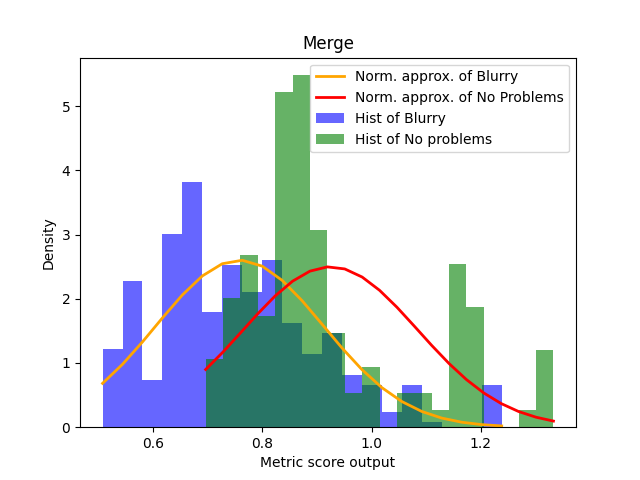 Merge
Norm. approx. of Blurry
Norm. approx. of No Problems
Hist of Blurry
Hist of No problems
Density
5
4
3
2
1
0
0.6 0.8 1.0 1.2
Metric score output